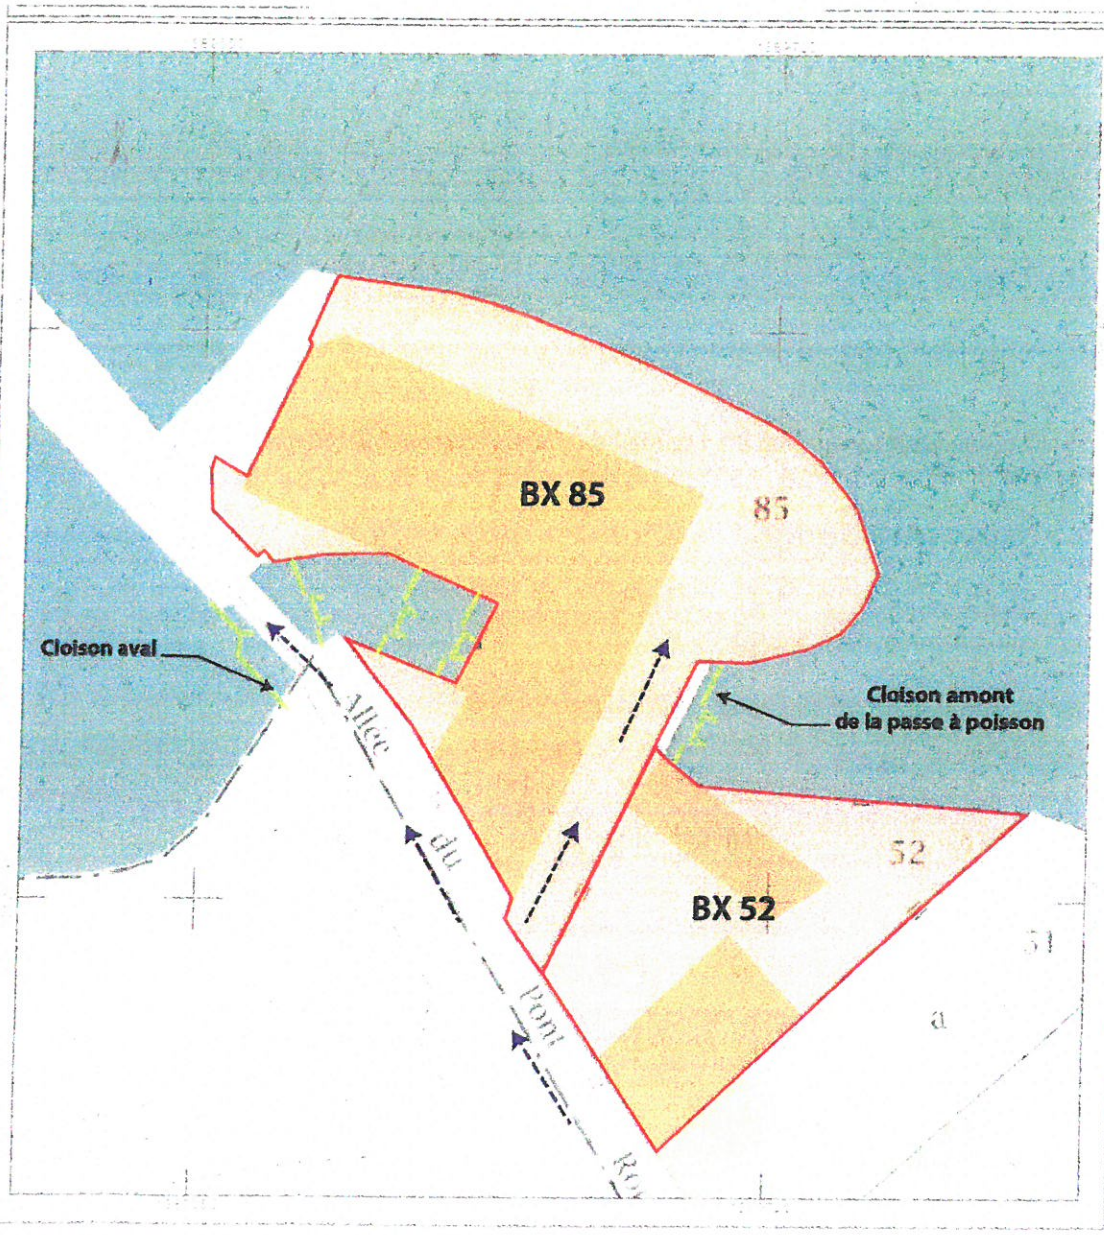 BX 85
85
Cloison aval
Cloison amont
de la passe à poisson
Allée du Pont
52
BX 52
51
a